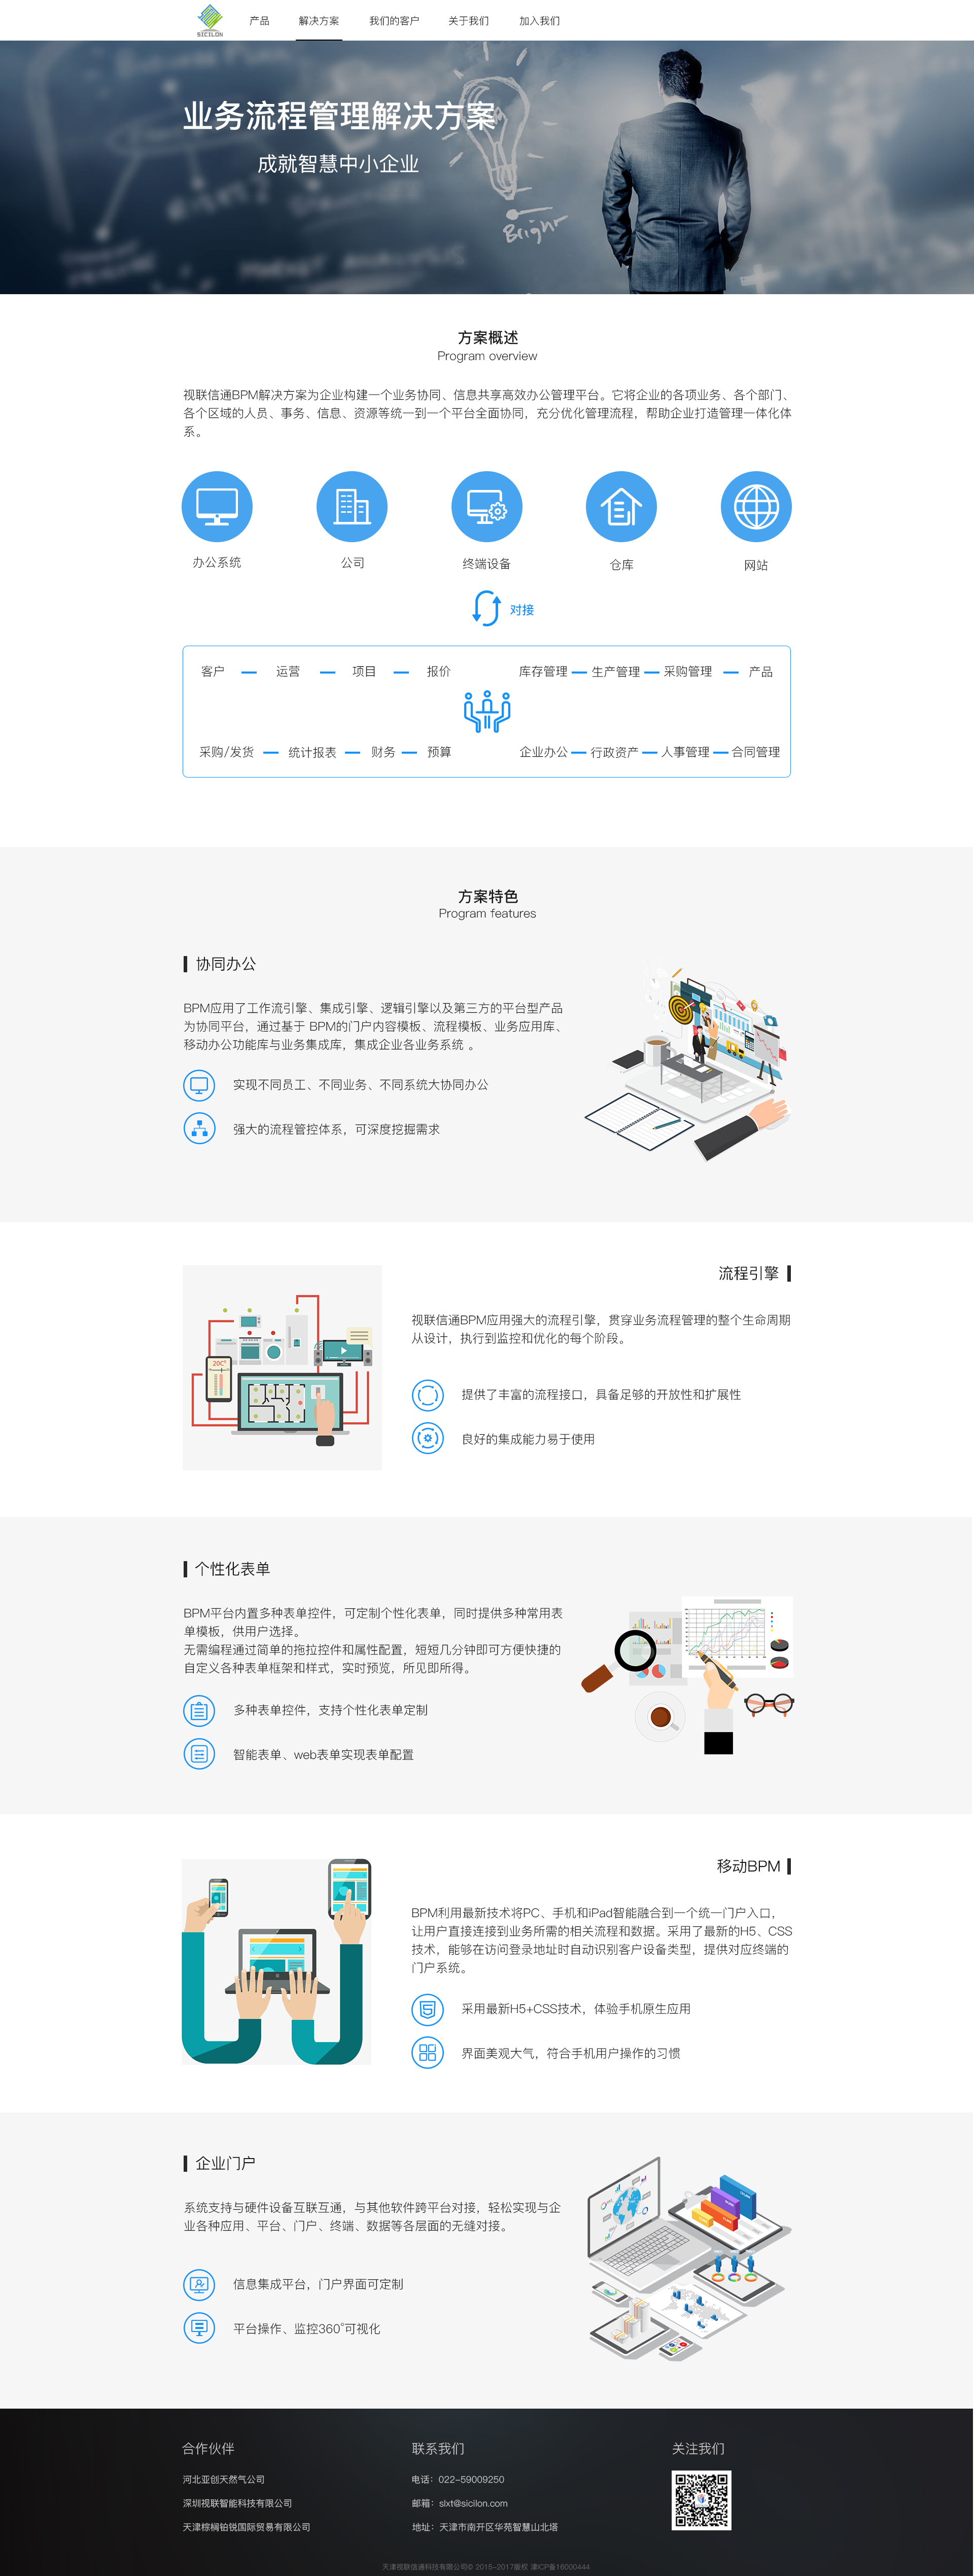 SICILON
产品 解决方案 我们的客户 关于我们 加入我们
业务流程管理解决方案
成就智慧中小企业
Bright
方案概述
Program overview
视联信通BPM解决方案为企业构建一个业务协同、信息共享高效办公管理平台。它将企业的各项业务、各个部门、
各个区域的人员、事务、信息、资源等统一到一个平台全面协同，充分优化管理流程，帮助企业打造管理一体化体
系。
办公系统 公司 终端设备 仓库 网站
对接
客户 运营 项目 报价 库存管理 生产管理 采购管理 产品
采购/发货 统计报表 财务 预算 企业办公 行政资产 人事管理 合同管理
方案特色
Program features
协同办公
BPM应用了工作流引擎、集成引擎、逻辑引擎以及第三方的平台型产品
为协同平台，通过基于 BPM的门户内容模板、流程模板、业务应用库、
移动办公功能库与业务集成库，集成企业各业务系统 。
实现不同员工、不同业务、不同系统大协同办公
强大的流程管控体系，可深度挖掘需求
流程引擎
视联信通BPM应用强大的流程引擎，贯穿业务流程管理的整个生命周期
从设计，执行到监控和优化的每个阶段。
20C°
提供了丰富的流程接口，具备足够的开放性和扩展性
良好的集成能力易于使用
个性化表单
BPM平台内置多种表单控件，可定制个性化表单，同时提供多种常用表
单模板，供用户选择。
无需编程通过简单的拖拉控件和属性配置，短短几分钟即可方便快捷的
自定义各种表单框架和样式，实时预览，所见即所得。
多种表单控件，支持个性化表单定制
智能表单、web表单实现表单配置
移动BPM
BPM利用最新技术将PC、手机和iPad智能融合到一个统一门户入口，
让用户直接连接到业务所需的相关流程和数据。采用了最新的H5、CSS
技术，能够在访问登录地址时自动识别客户设备类型，提供对应终端的
门户系统。
采用最新H5+CSS技术，体验手机原生应用
界面美观大气，符合手机用户操作的习惯
企业门户
系统支持与硬件设备互联互通，与其他软件跨平台对接，轻松实现与企
业各种应用、平台、门户、终端、数据等各层面的无缝对接。
信息集成平台，门户界面可定制
平台操作、监控360°可视化
合作伙伴 联系我们 关注我们
河北亚创天然气公司 电话：022-59009250
深圳视联智能科技有限公司 邮箱：slxt@sicilon.com
天津棕榈铂锐国际贸易有限公司 地址：天津市南开区华苑智慧山北塔
天津视联信通科技有限公司© 2015-2017版权 津ICP备16000444